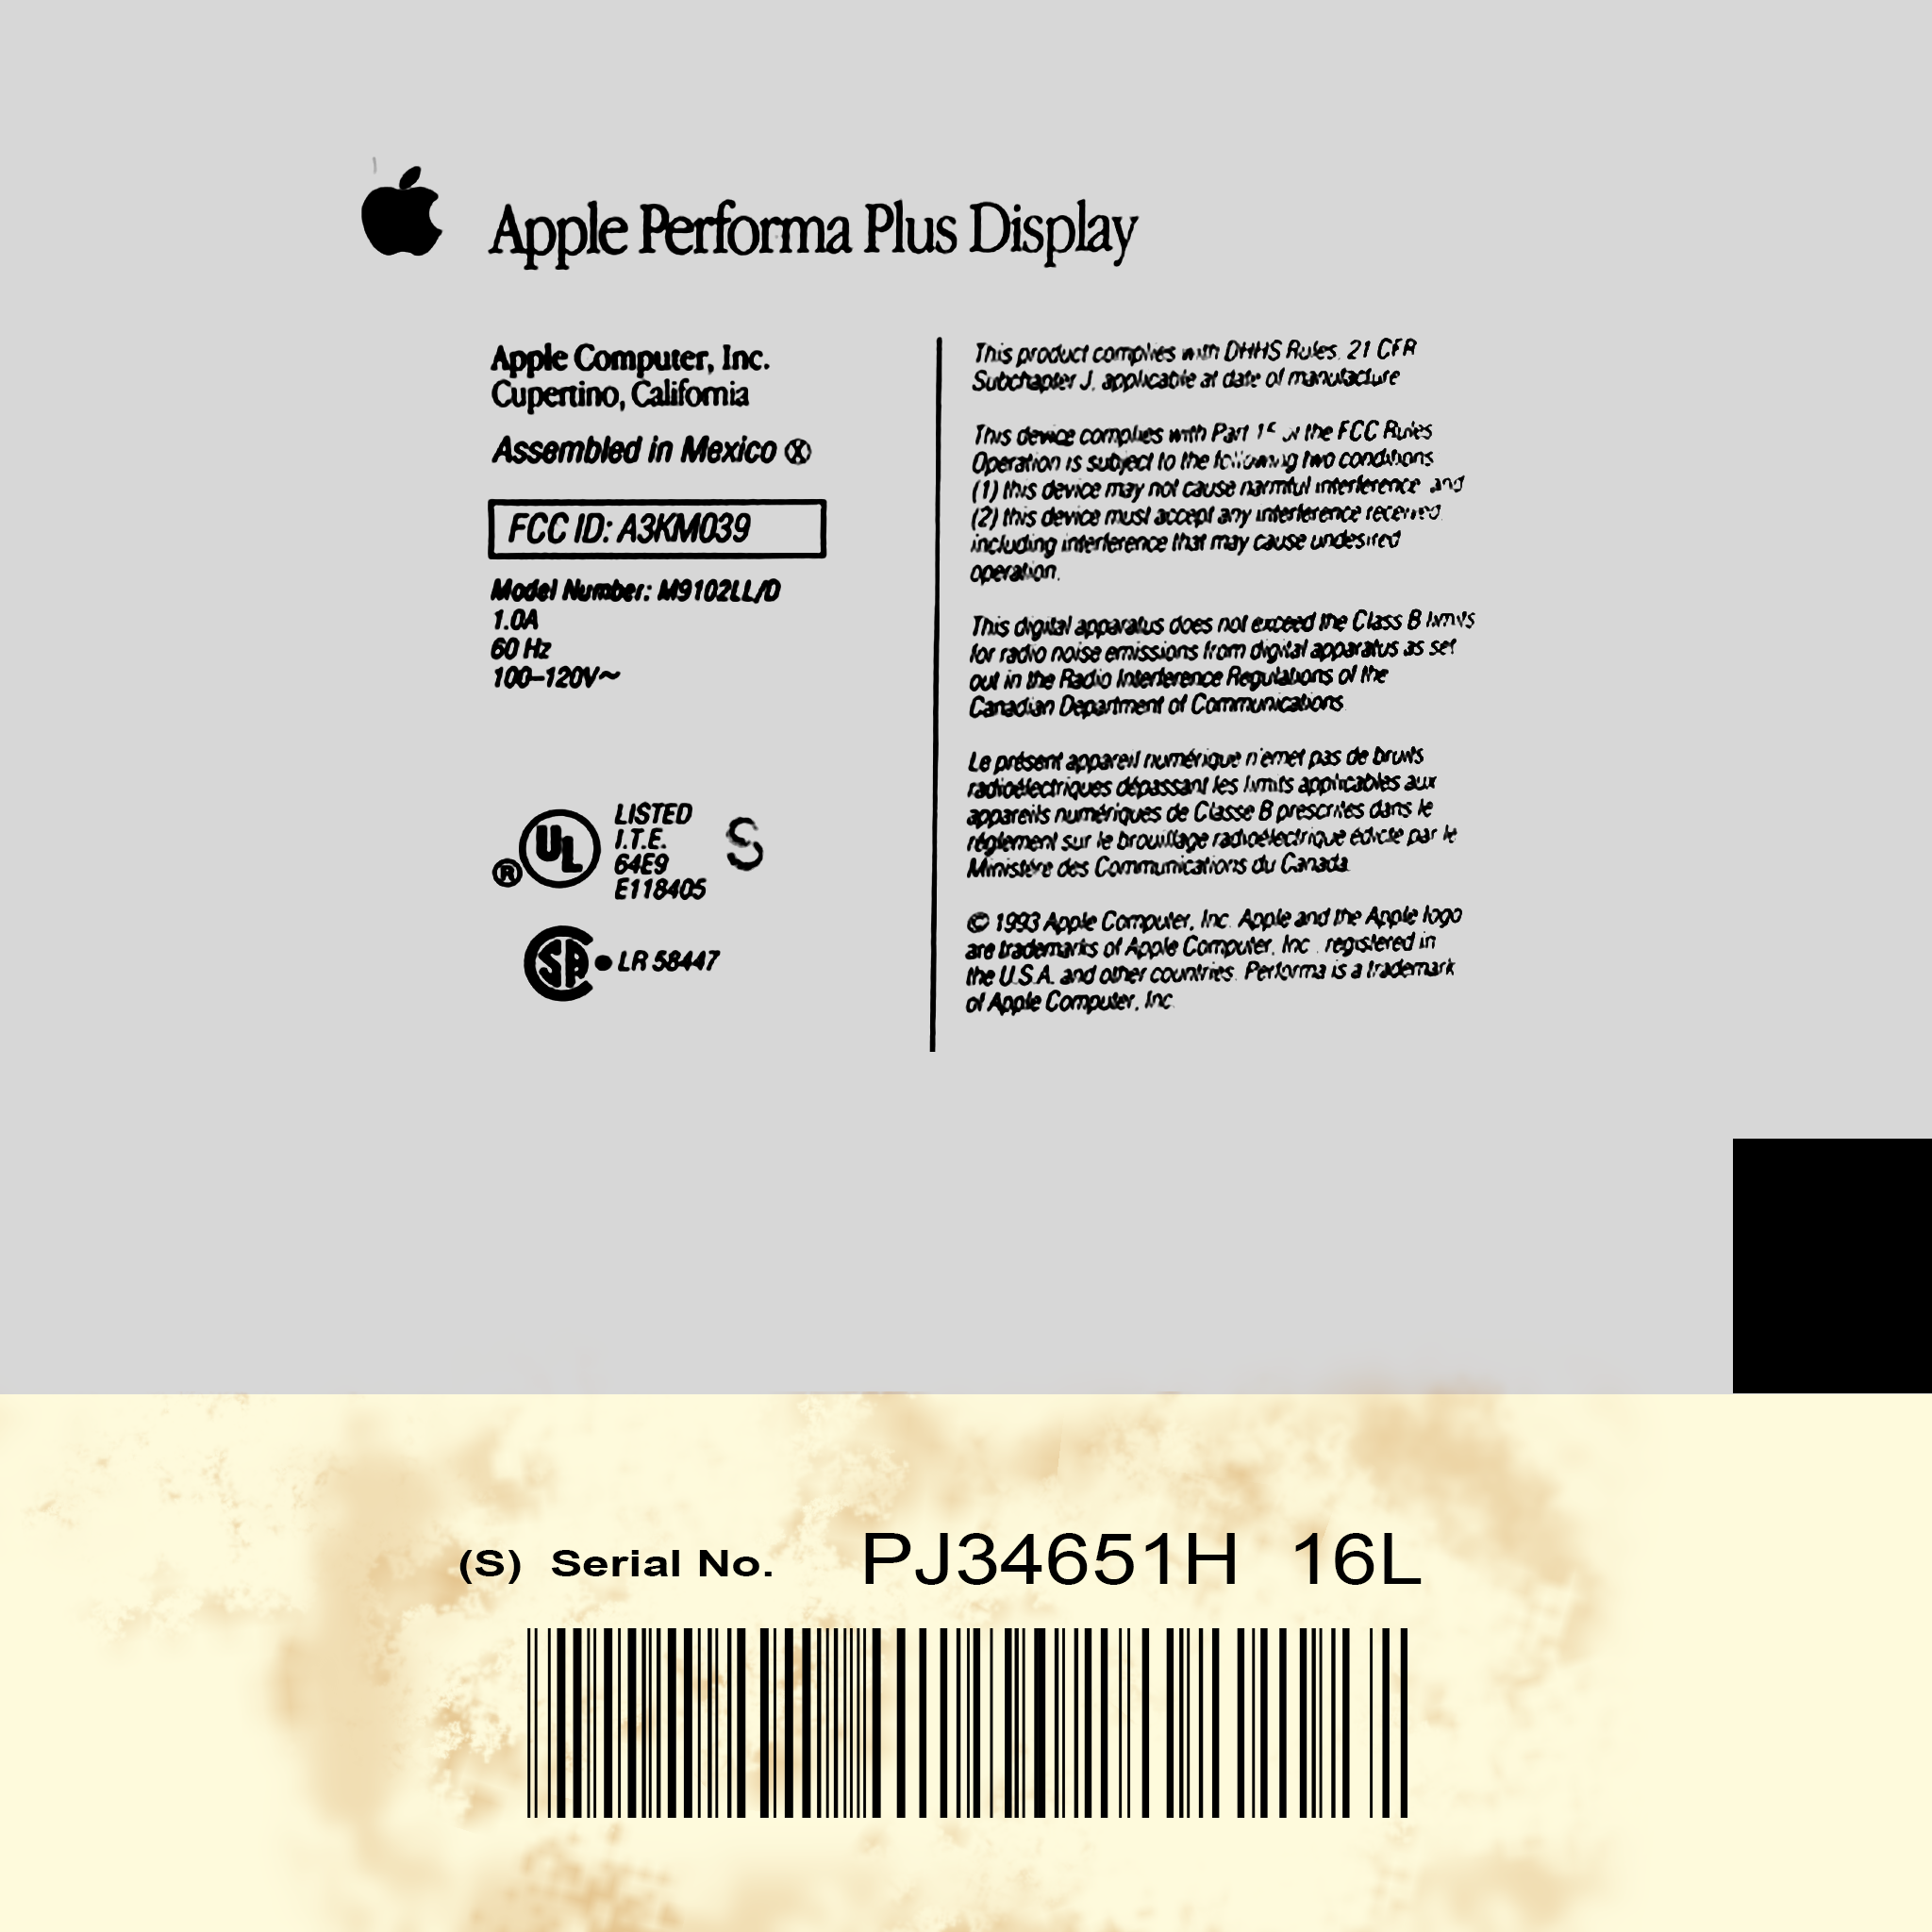 Apple Performa Plus Display
Apple Computer, Inc.
Cupertino, California
Assembled in Mexico Ⓧ
FCC ID: A3KM039
Model Number: M9102LL/D
1.0A
60 Hz
100–120V~
UL
®
LISTED
I.T.E.
64E9
E118405
S
SA
LR 58447
This product complies with DHHS Rules 21 CFR
Subchapter J, applicable at date of manufacture
This device complies with Part 15 of the FCC Rules
Operation is subject to the following two conditions
(1) this device may not cause harmful interference and
(2) this device must accept any interference received,
including interference that may cause undesired
operation.
This digital apparatus does not exceed the Class B limits
for radio noise emissions from digital apparatus as set
out in the Radio Interference Regulations of the
Canadian Department of Communications
Le présent appareil numérique n'émet pas de bruits
radioélectriques dépassant les limits applicables aux
appareils numériques de Classe B prescrites dans le
réglement sur le brouillage radioélectrique édicte par le
Ministère des Communications du Canada
© 1993 Apple Computer, Inc. Apple and the Apple logo
are trademarks of Apple Computer, Inc., registered in
the U.S.A. and other countries. Performa is a trademark
of Apple Computer, Inc
(S) Serial No. PJ34651H 16L